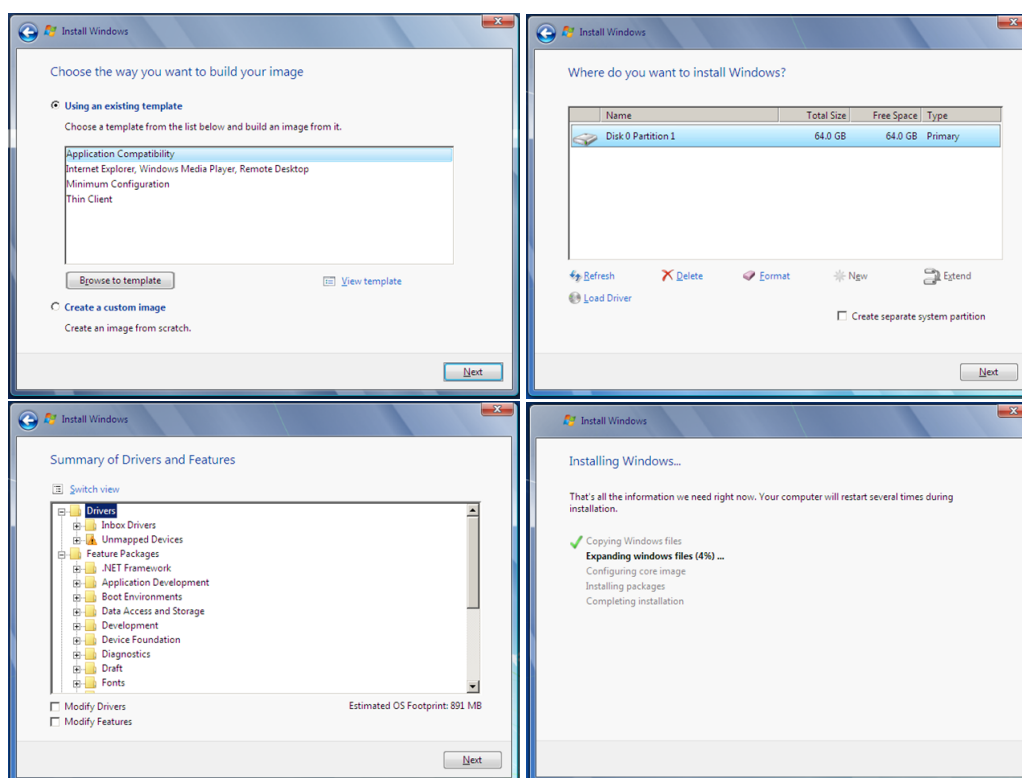 Install Windows
Choose the way you want to build your image
Using an existing template
Choose a template from the list below and build an image from it.
Application Compatibility
Internet Explorer, Windows Media Player, Remote Desktop
Minimum Configuration
Thin Client
Browse to template
View template
Create a custom image
Create an image from scratch.
Next
Install Windows
Where do you want to install Windows?
Name Total Size Free Space Type
Disk 0 Partition 1 64.0 GB 64.0 GB Primary
Refresh Delete Format New Extend
Load Driver
Create separate system partition
Next
Install Windows
Summary of Drivers and Features
Switch view
Drivers
Inbox Drivers
Unmapped Devices
Feature Packages
.NET Framework
Application Development
Boot Environments
Data Access and Storage
Development
Device Foundation
Diagnostics
Draft
Fonts
Modify Drivers Estimated OS Footprint: 891 MB
Modify Features
Next
Install Windows
Installing Windows...
That's all the information we need right now. Your computer will restart several times during
installation.
Copying Windows files
Expanding windows files (4%) ...
Configuring core image
Installing packages
Completing installation